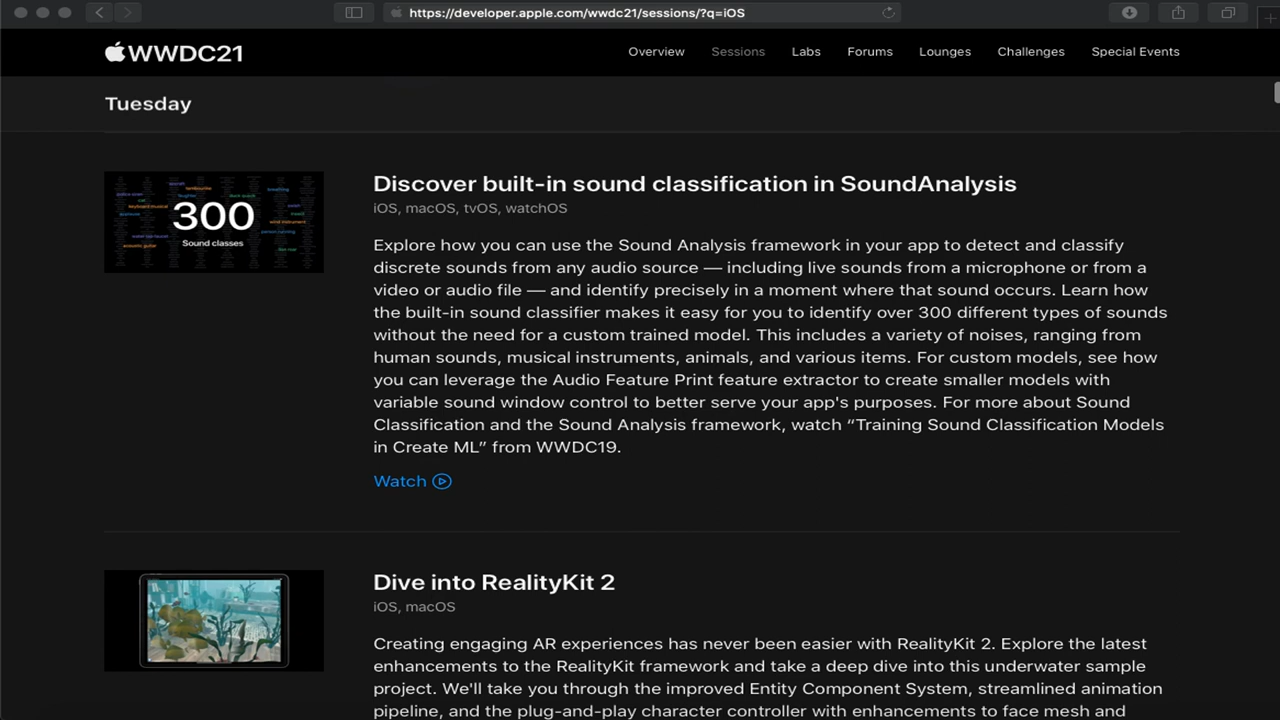 https://developer.apple.com/wwdc21/sessions/?q=iOS
WWDC21
Overview
Sessions
Labs
Forums
Lounges
Challenges
Special Events
Tuesday
300
Sound classes
Discover built-in sound classification in SoundAnalysis
iOS, macOS, tvOS, watchOS
Explore how you can use the Sound Analysis framework in your app to detect and classify
discrete sounds from any audio source — including live sounds from a microphone or from a
video or audio file — and identify precisely in a moment where that sound occurs. Learn how
the built-in sound classifier makes it easy for you to identify over 300 different types of sounds
without the need for a custom trained model. This includes a variety of noises, ranging from
human sounds, musical instruments, animals, and various items. For custom models, see how
you can leverage the Audio Feature Print feature extractor to create smaller models with
variable sound window control to better serve your app's purposes. For more about Sound
Classification and the Sound Analysis framework, watch “Training Sound Classification Models
in Create ML” from WWDC19.
Watch
Dive into RealityKit 2
iOS, macOS
Creating engaging AR experiences has never been easier with RealityKit 2. Explore the latest
enhancements to the RealityKit framework and take a deep dive into this underwater sample
project. We'll take you through the improved Entity Component System, streamlined animation
pipeline, and the plug-and-play character controller with enhancements to face mesh and